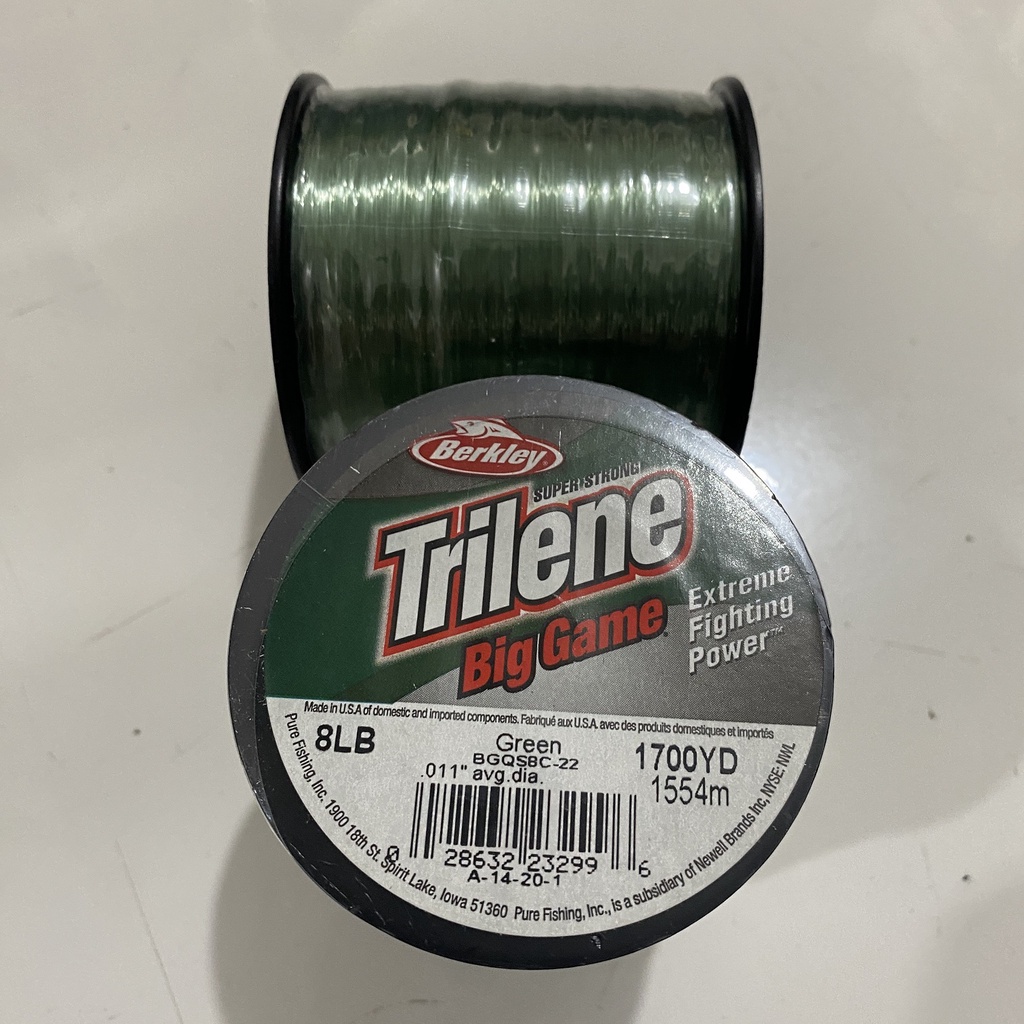 Berkley
SUPER STRONG
Trilene
Big Game
Extreme
Fighting
Power™
Made in U.S.A of domestic and imported components. Fabriqué aux U.S.A. avec des produits domestiques et importés
8LB
Green
BGQSBC-22
.011" avg.dia.
1700YD
1554m
0 28632 23299 6
A-14-20-1
Pure Fishing, Inc. 1900 18th St. Spirit Lake, Iowa 51360 Pure Fishing, Inc., is a subsidiary of Newell Brands Inc, NYSE: NWL